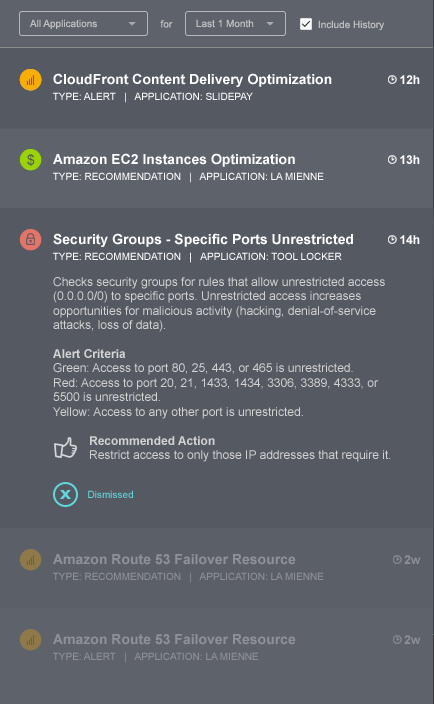 All Applications for Last 1 Month Include History
CloudFront Content Delivery Optimization 12h
TYPE: ALERT | APPLICATION: SLIDEPAY
$ Amazon EC2 Instances Optimization 13h
TYPE: RECOMMENDATION | APPLICATION: LA MIENNE
Security Groups - Specific Ports Unrestricted 14h
TYPE: RECOMMENDATION | APPLICATION: TOOL LOCKER
Checks security groups for rules that allow unrestricted access
(0.0.0.0/0) to specific ports. Unrestricted access increases
opportunities for malicious activity (hacking, denial-of-service
attacks, loss of data).
Alert Criteria
Green: Access to port 80, 25, 443, or 465 is unrestricted.
Red: Access to port 20, 21, 1433, 1434, 3306, 3389, 4333, or
5500 is unrestricted.
Yellow: Access to any other port is unrestricted.
Recommended Action
Restrict access to only those IP addresses that require it.
Dismissed
Amazon Route 53 Failover Resource 2w
TYPE: RECOMMENDATION | APPLICATION: LA MIENNE
Amazon Route 53 Failover Resource 2w
TYPE: ALERT | APPLICATION: LA MIENNE